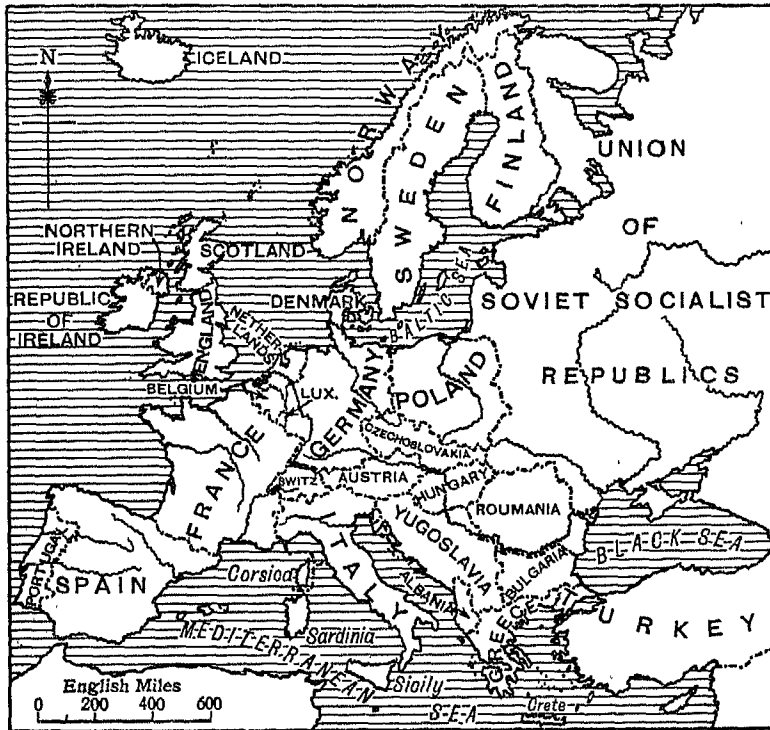 ICELAND
N
NORWAY
SWEDEN
FINLAND
UNION
OF
SOVIET SOCIALIST
REPUBLICS
NORTHERN
IRELAND
SCOTLAND
REPUBLIC
OF
IRELAND
ENGLAND
NETHER-
LANDS
DENMARK
BALTIC SEA
BELGIUM
LUX.
GERMANY
POLAND
CZECHOSLOVAKIA
FRANCE
SWITZ
AUSTRIA
HUNGARY
ROUMANIA
ITALY
YUGOSLAVIA
BLACK SEA
PORTUGAL
SPAIN
Corsica
ALBANIA
BULGARIA
GREECE
TURKEY
Sardinia
MEDITERRANEAN
SEA
Sicily
Crete
English Miles
0 200 400 600